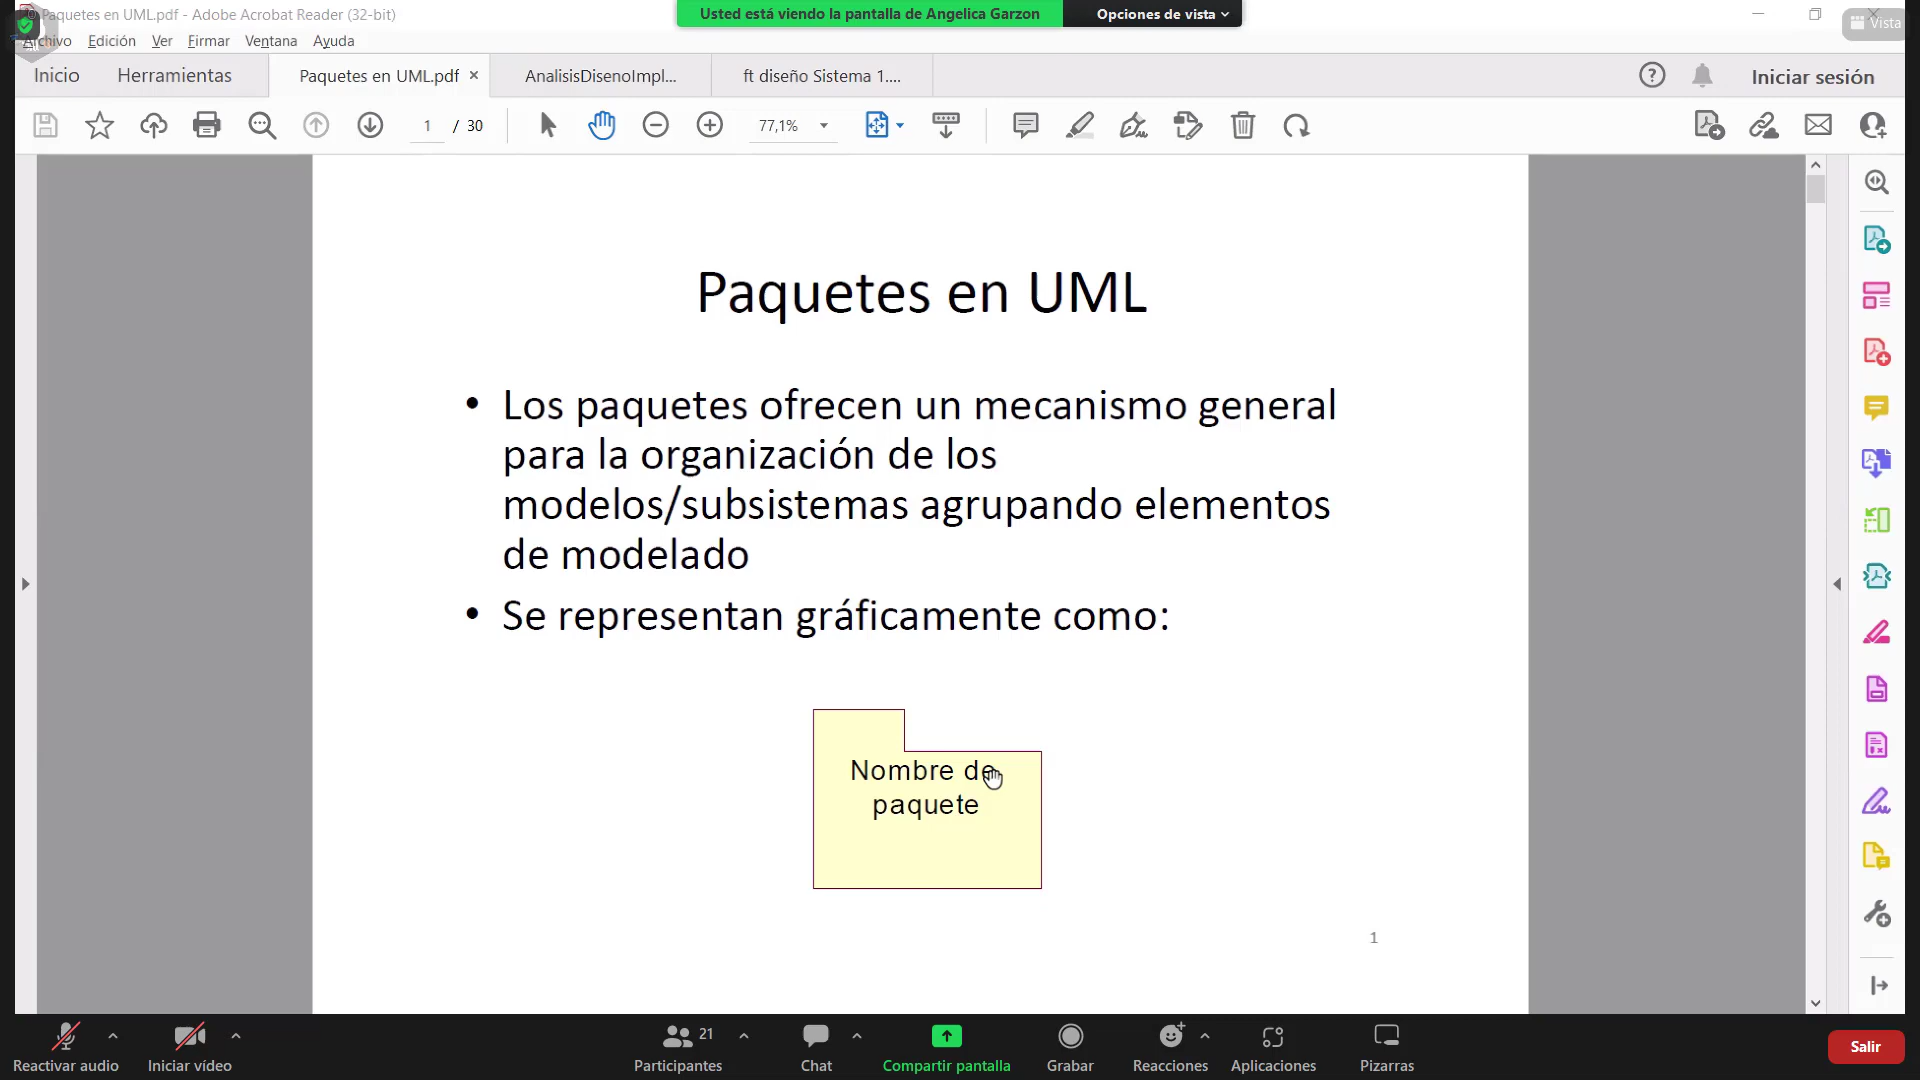 Paquetes en UML.pdf - Adobe Acrobat Reader (32-bit)
Usted está viendo la pantalla de Angelica Garzon
Opciones de vista
Vista
Archivo Edición Ver Firmar Ventana Ayuda
Inicio Herramientas Paquetes en UML.pdf × AnalisisDisenoImpl... ft diseño Sistema 1.... Iniciar sesión
1 / 30 77,1%
Paquetes en UML
• Los paquetes ofrecen un mecanismo general
para la organización de los
modelos/subsistemas agrupando elementos
de modelado
• Se representan gráficamente como:
Nombre de
paquete
1
21
Reactivar audio Iniciar vídeo Participantes Chat Compartir pantalla Grabar Reacciones Aplicaciones Pizarras Salir